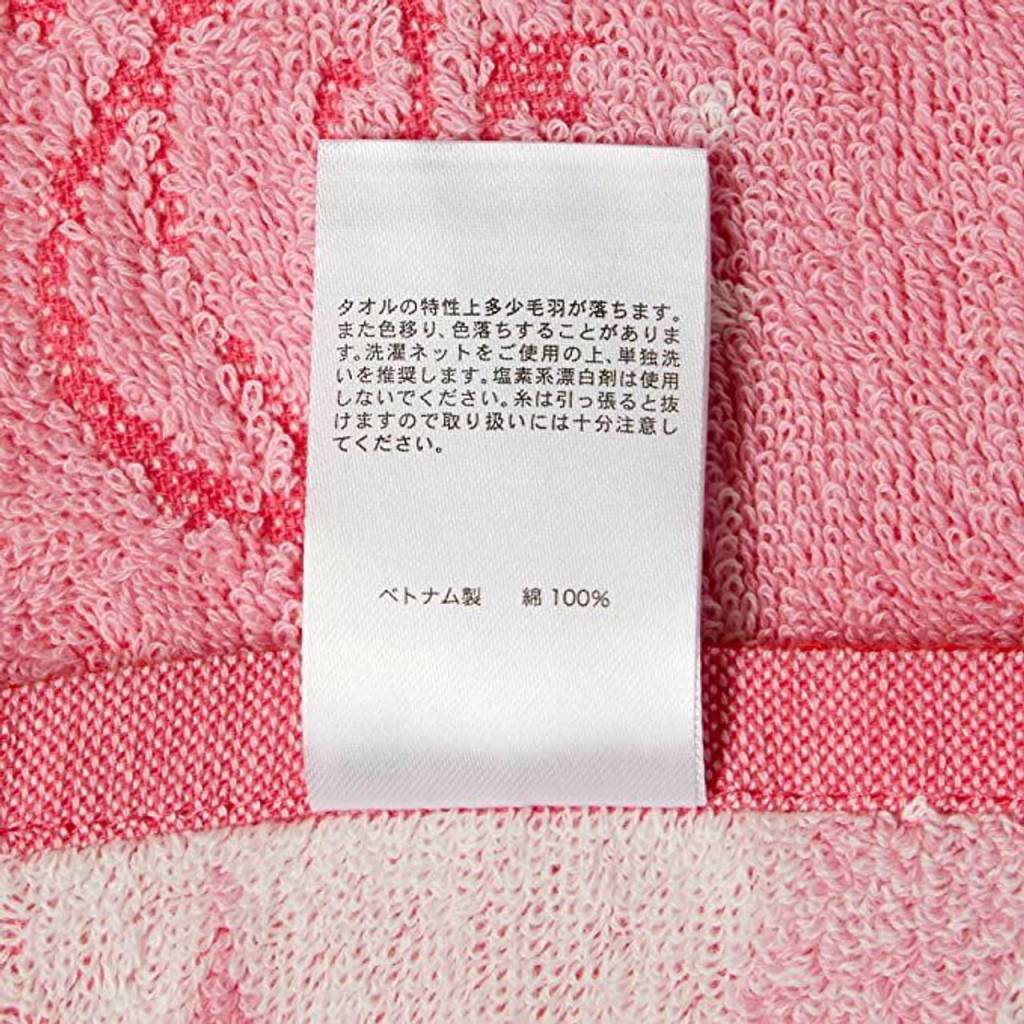 タオルの特性上多少毛羽が落ちます。
また色移り、色落ちすることがありま
す。洗濯ネットをご使用の上、単独洗
いを推奨します。塩素系漂白剤は使用
しないでください。糸は引っ張ると抜
けますので取り扱いには十分注意し
てください。
ベトナム製 綿 100%